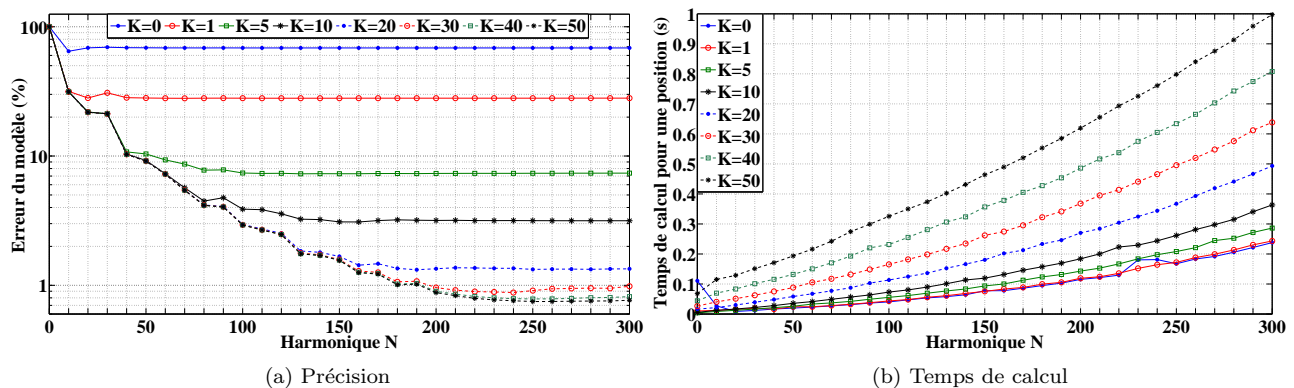 Erreur du modèle (%)
100
10
1
K=0 K=1 K=5 K=10 K=20 K=30 K=40 K=50
0 50 100 150 200 250 300
Harmonique N
(a) Précision
Temps de calcul pour une position (s)
1
0.9
0.8
0.7
0.6
0.5
0.4
0.3
0.2
0.1
0
K=0
K=1
K=5
K=10
K=20
K=30
K=40
K=50
0 50 100 150 200 250 300
Harmonique N
(b) Temps de calcul